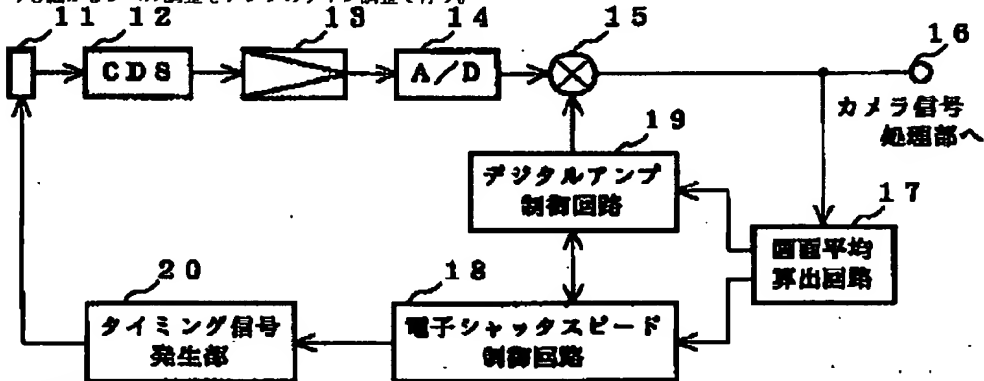 11
12
13
14
15
16
CDS
A/D
カメラ信号
処理部へ
19
デジタルアンプ
制御回路
17
画面平均
算出回路
20
18
タイミング信号
発生部
電子シャッタスピード
制御回路